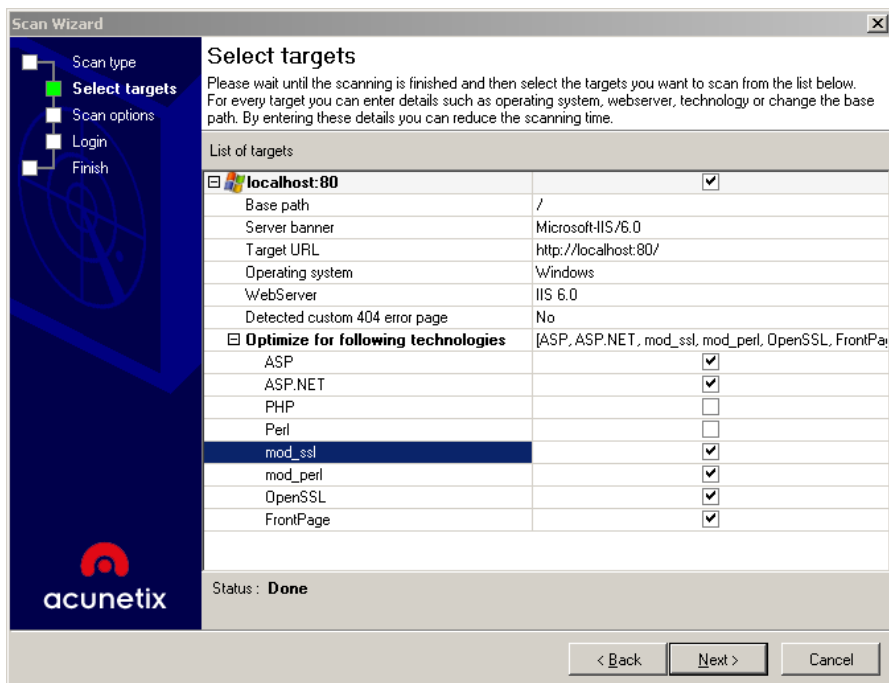 Scan Wizard
Scan type
Select targets
Scan options
Login
Finish
acunetix
Select targets
Please wait until the scanning is finished and then select the targets you want to scan from the list below.
For every target you can enter details such as operating system, webserver, technology or change the base
path. By entering these details you can reduce the scanning time.
List of targets
localhost:80
Base path /
Server banner Microsoft-IIS/6.0
Target URL http://localhost:80/
Operating system Windows
WebServer IIS 6.0
Detected custom 404 error page No
Optimize for following technologies [ASP, ASP.NET, mod_ssl, mod_perl, OpenSSL, FrontPa
ASP
ASP.NET
PHP
Perl
mod_ssl
mod_perl
OpenSSL
FrontPage
Status : Done
< Back Next > Cancel